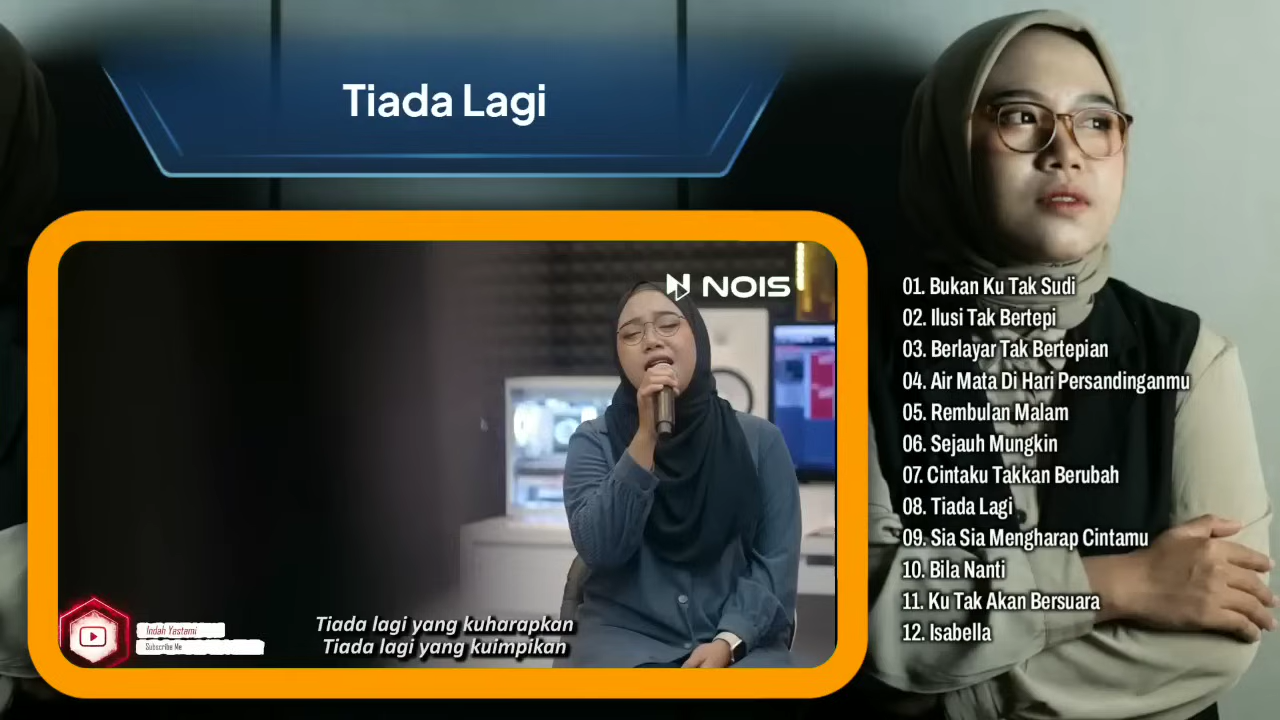 Tiada Lagi
NOIS
01. Bukan Ku Tak Sudi
02. Ilusi Tak Bertepi
03. Berlayar Tak Bertepian
04. Air Mata Di Hari Persandinganmu
05. Rembulan Malam
06. Sejauh Mungkin
07. Cintaku Takkan Berubah
08. Tiada Lagi
09. Sia Sia Mengharap Cintamu
10. Bila Nanti
11. Ku Tak Akan Bersuara
12. Isabella
Tiada lagi yang kuharapkan
Tiada lagi yang kuimpikan
Indah Yastami
Subscribe Me